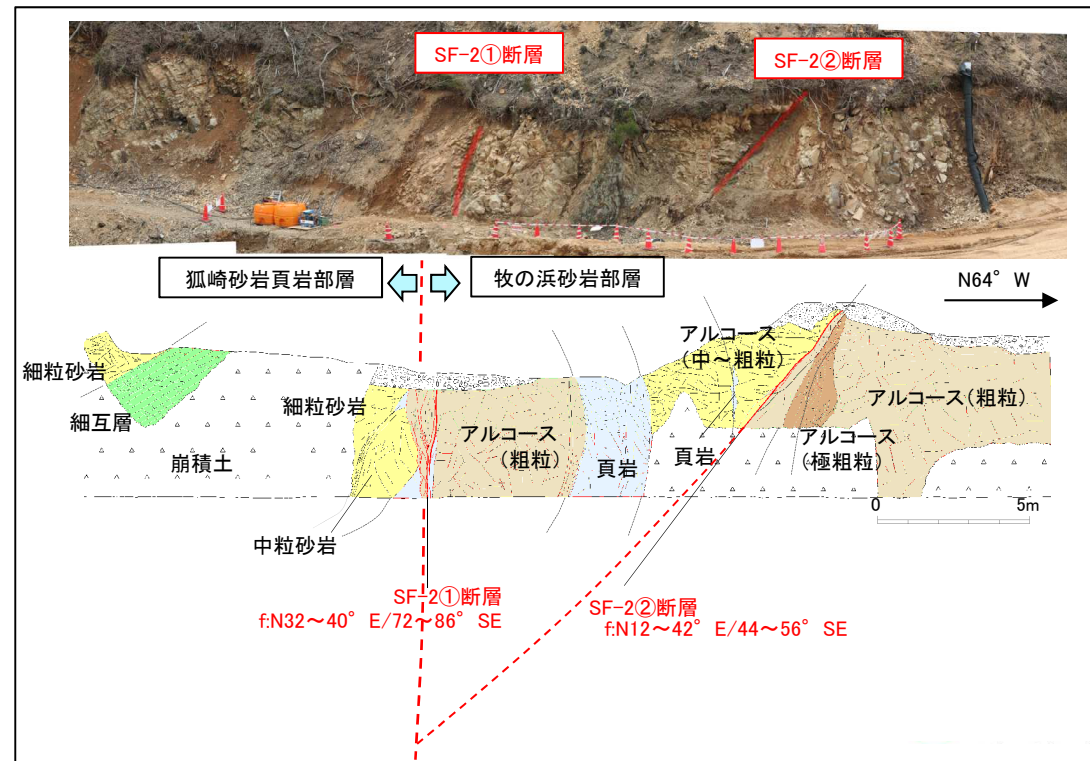 SF-2①断層
SF-2②断層
狐崎砂岩頁岩部層
牧の浜砂岩部層
N64° W
アルコース
(中～粗粒)
細粒砂岩
細互層
細粒砂岩
崩積土
アルコース
(粗粒)
頁岩
頁岩
アルコース(粗粒)
アルコース
(極粗粒)
0
5m
中粒砂岩
SF-2①断層
f:N32～40° E/72～86° SE
SF-2②断層
f:N12～42° E/44～56° SE